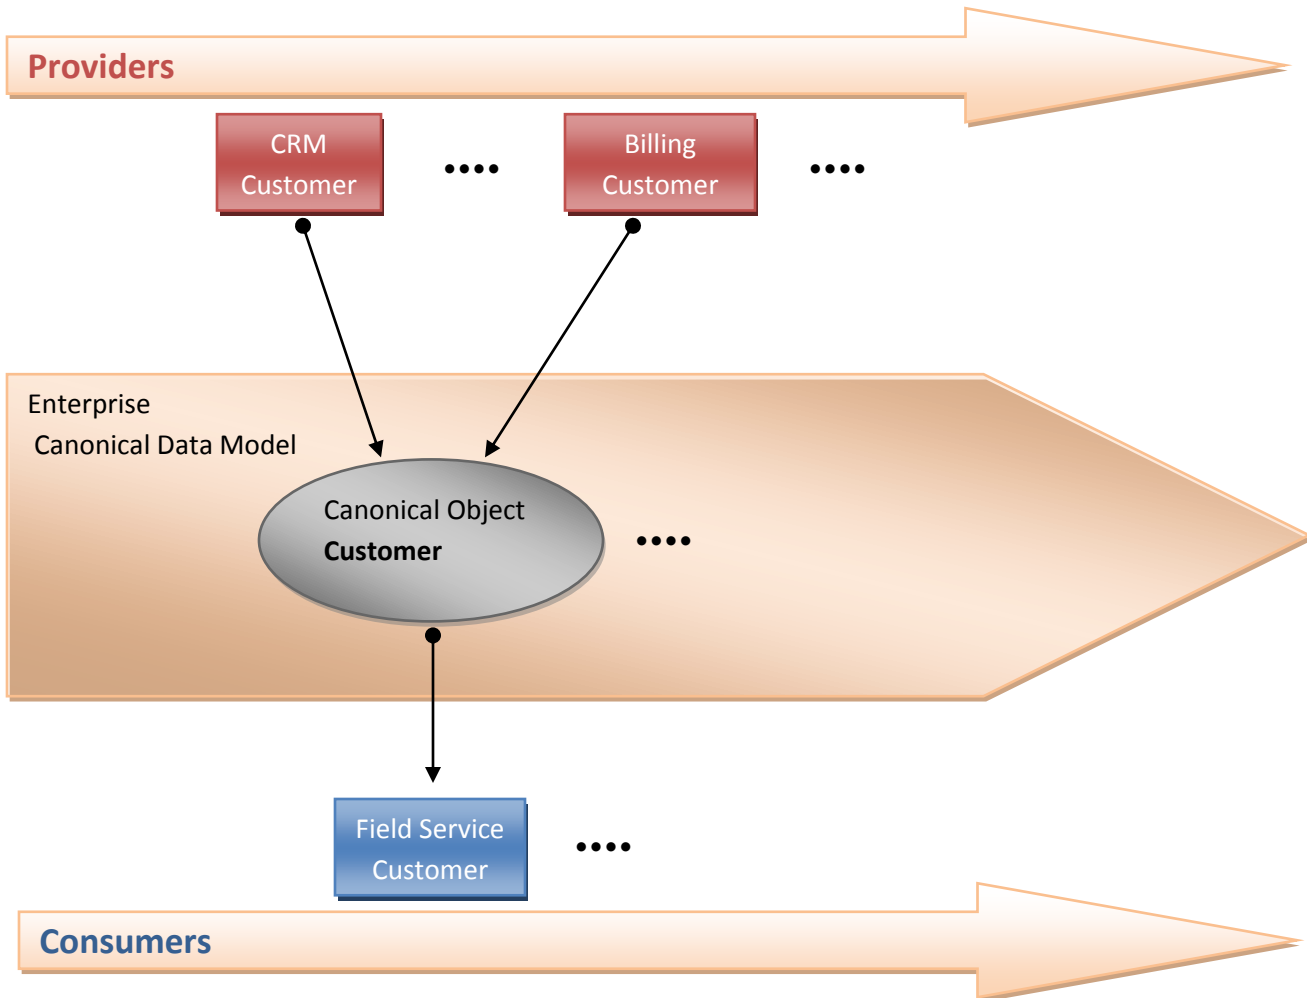 Providers
CRM
Customer
••••
Billing
Customer
••••
Enterprise
Canonical Data Model
Canonical Object
Customer
••••
Field Service
Customer
••••
Consumers